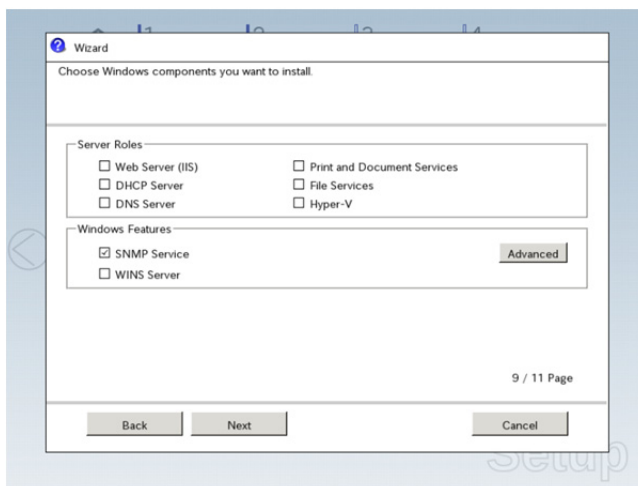 Wizard
Choose Windows components you want to install.
Server Roles
Web Server (IIS)
Print and Document Services
DHCP Server
File Services
DNS Server
Hyper-V
Windows Features
SNMP Service
Advanced
WINS Server
9 / 11 Page
Back
Next
Cancel
Setup